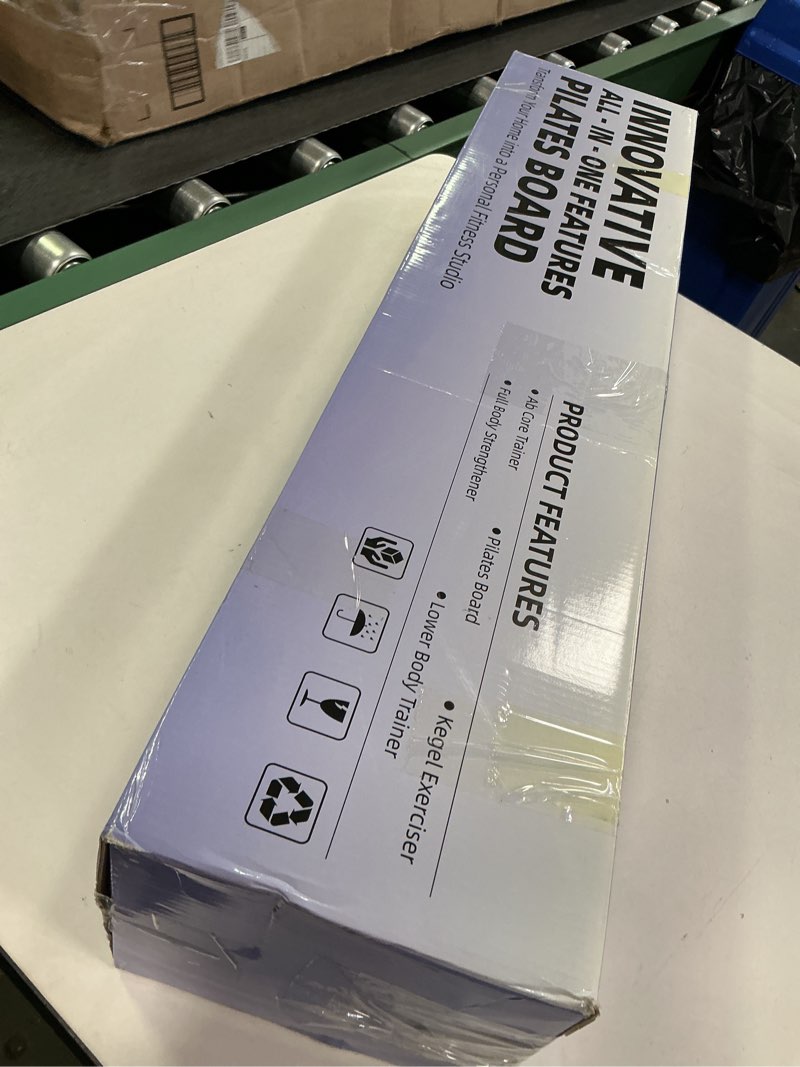 INNOVATIVE
ALL - IN - ONE FEATURES
PILATES BOARD
Transform Your Home into a Personal Fitness Studio
PRODUCT FEATURES
• Ab Core Trainer
• Pilates Board
• Kegel Exerciser
• Full Body Strengthener
• Lower Body Trainer